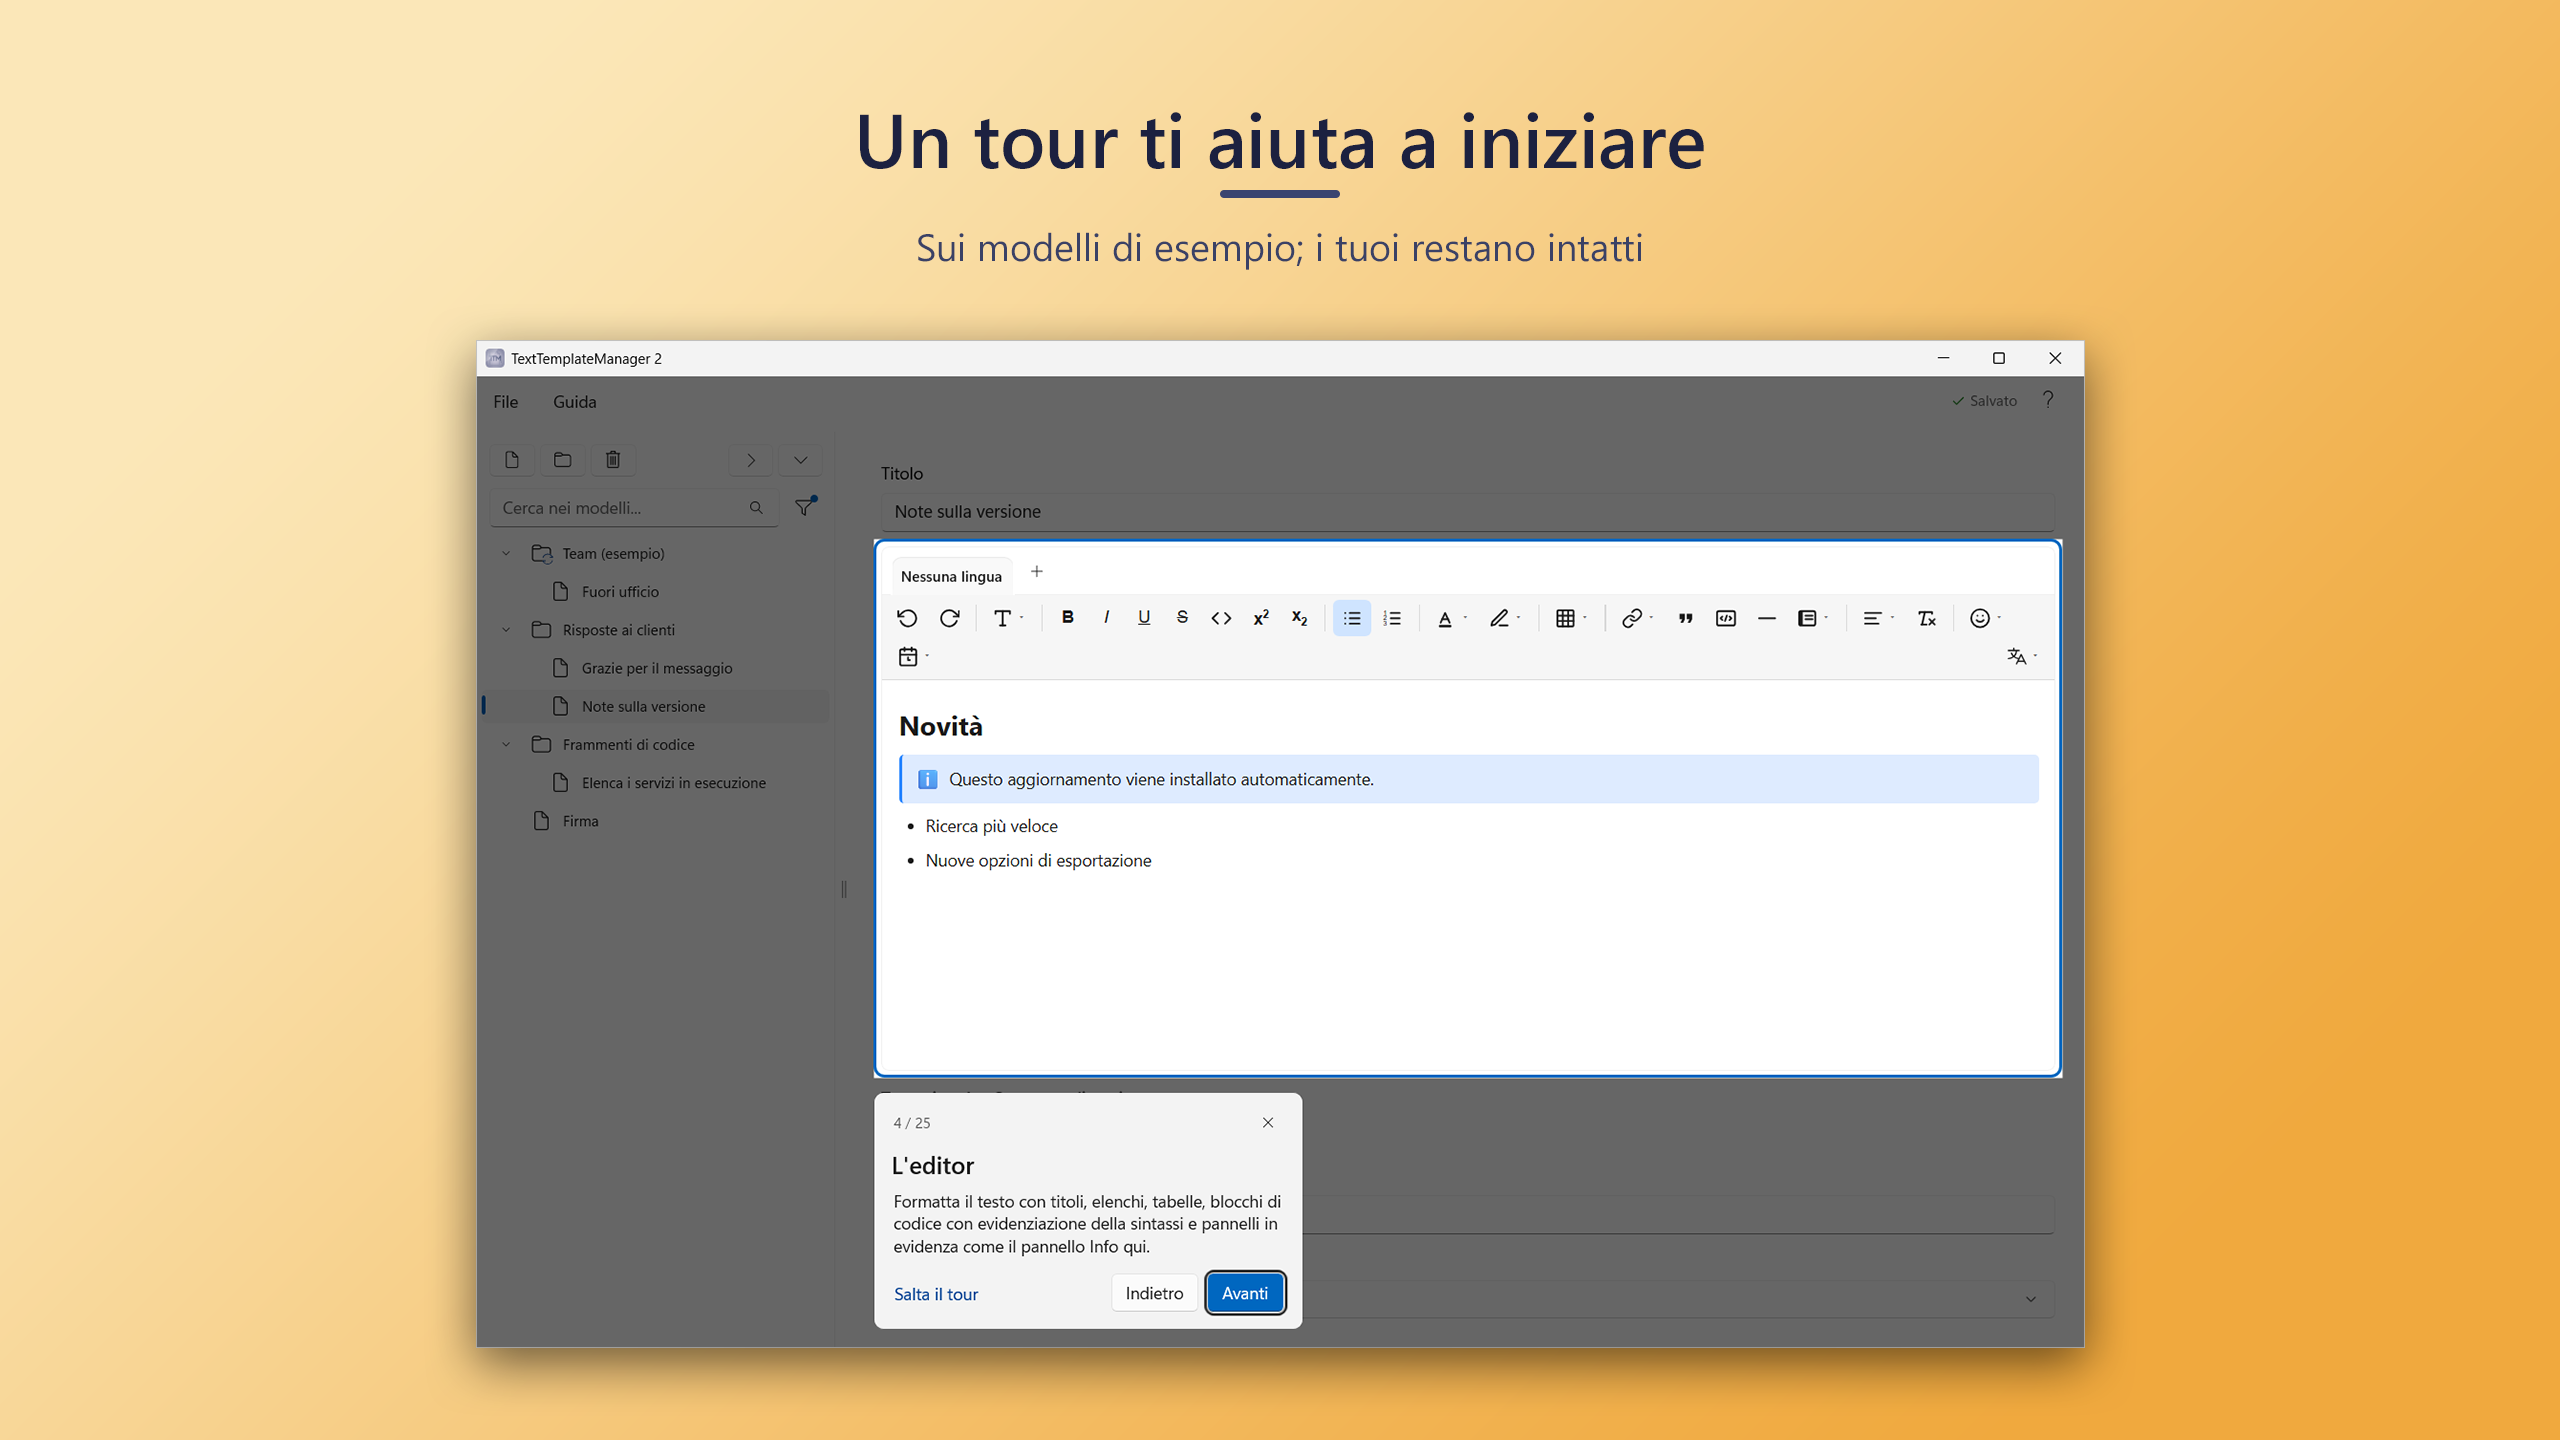 Un tour ti aiuta a iniziare
Sui modelli di esempio; i tuoi restano intatti
TextTemplateManager 2
File Guida
Salvato ?
Cerca nei modelli...
Team (esempio)
Fuori ufficio
Risposte ai clienti
Grazie per il messaggio
Note sulla versione
Frammenti di codice
Elenca i servizi in esecuzione
Firma
Titolo
Note sulla versione
Nessuna lingua
Novità
Questo aggiornamento viene installato automaticamente.
• Ricerca più veloce
• Nuove opzioni di esportazione
4 / 25
L'editor
Formatta il testo con titoli, elenchi, tabelle, blocchi di
codice con evidenziazione della sintassi e pannelli in
evidenza come il pannello Info qui.
Salta il tour
Indietro
Avanti